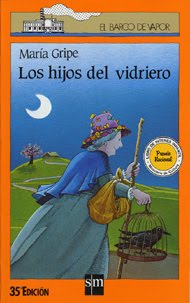 EL BARCO DE VAPOR
María Gripe
Los hijos del vidriero
Premio
Nacional
sm
35ª EDICIÓN